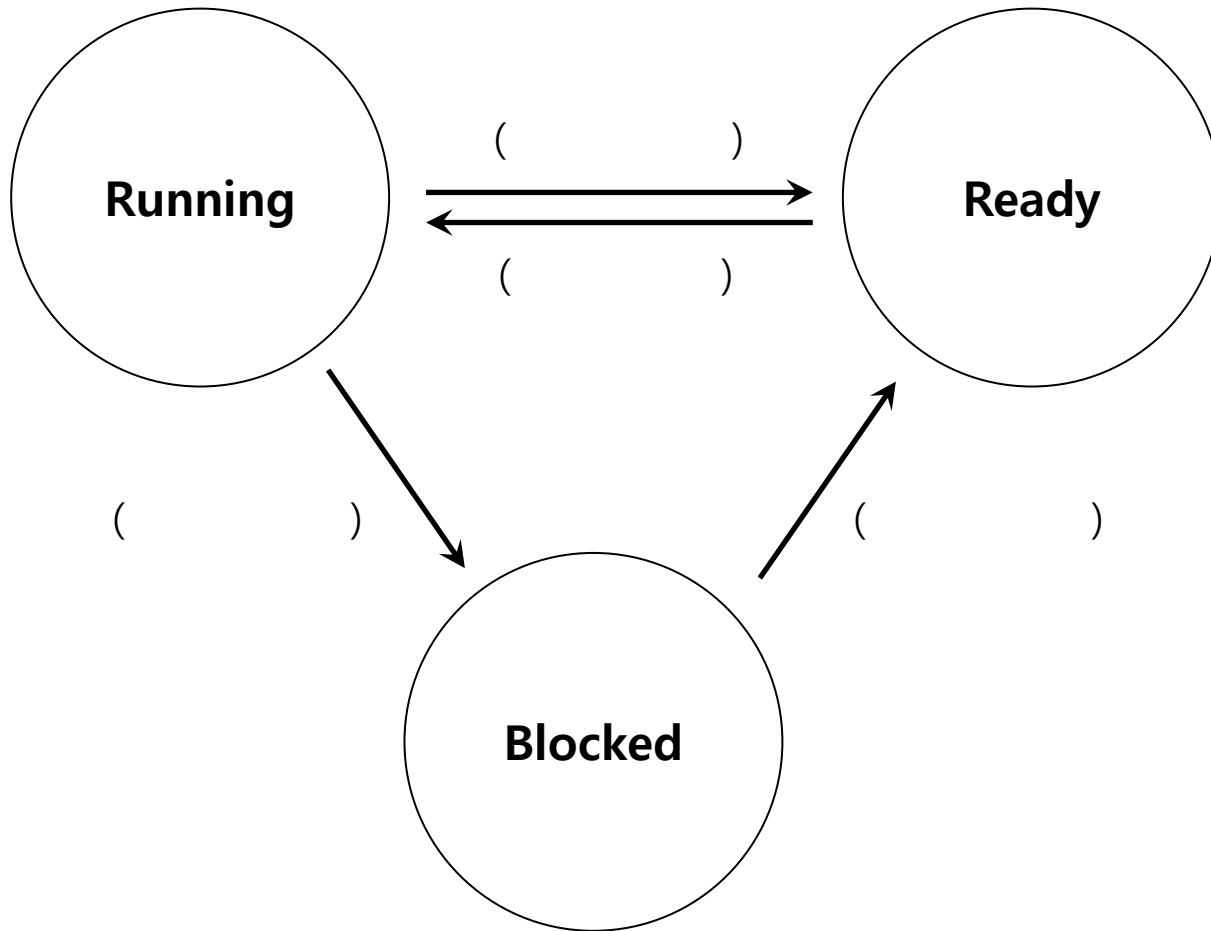 (                )
Running
Ready
(                )
(                )
(                )
Blocked